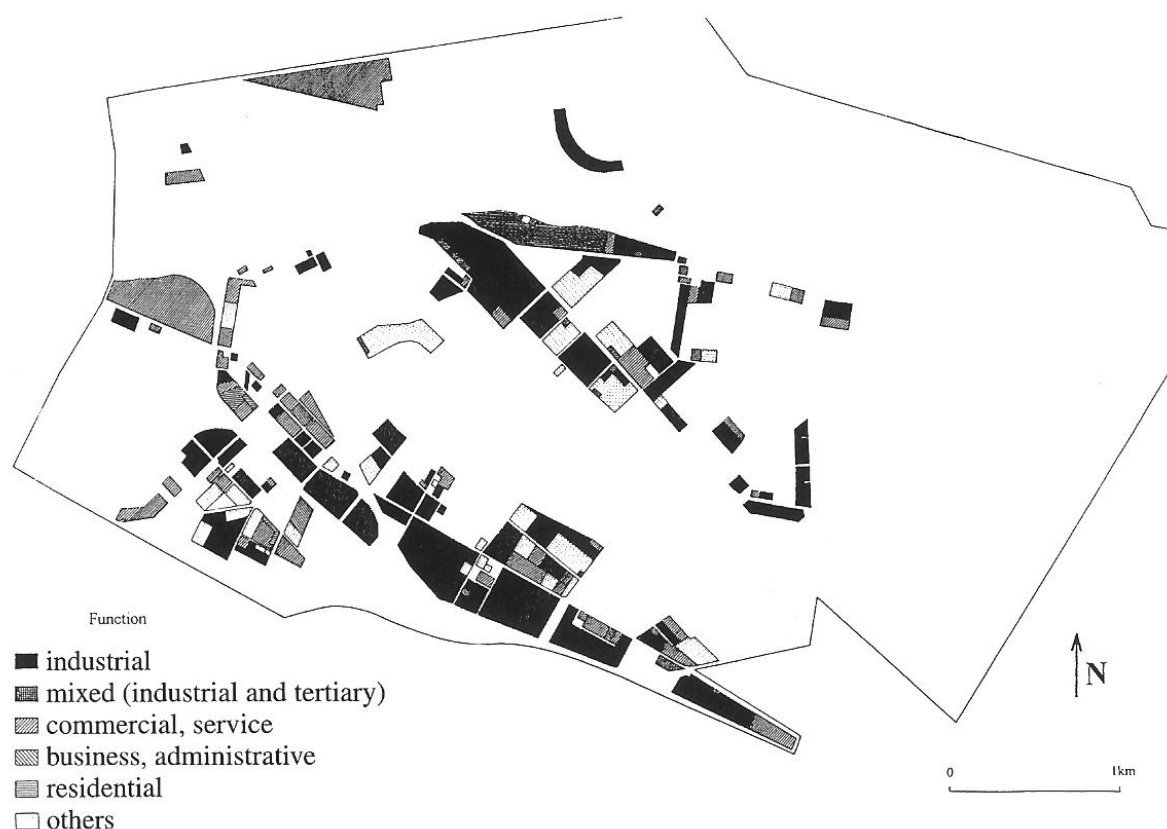 Function
industrial
mixed (industrial and tertiary)
commercial, service
business, administrative
residential
others
N
0 1km